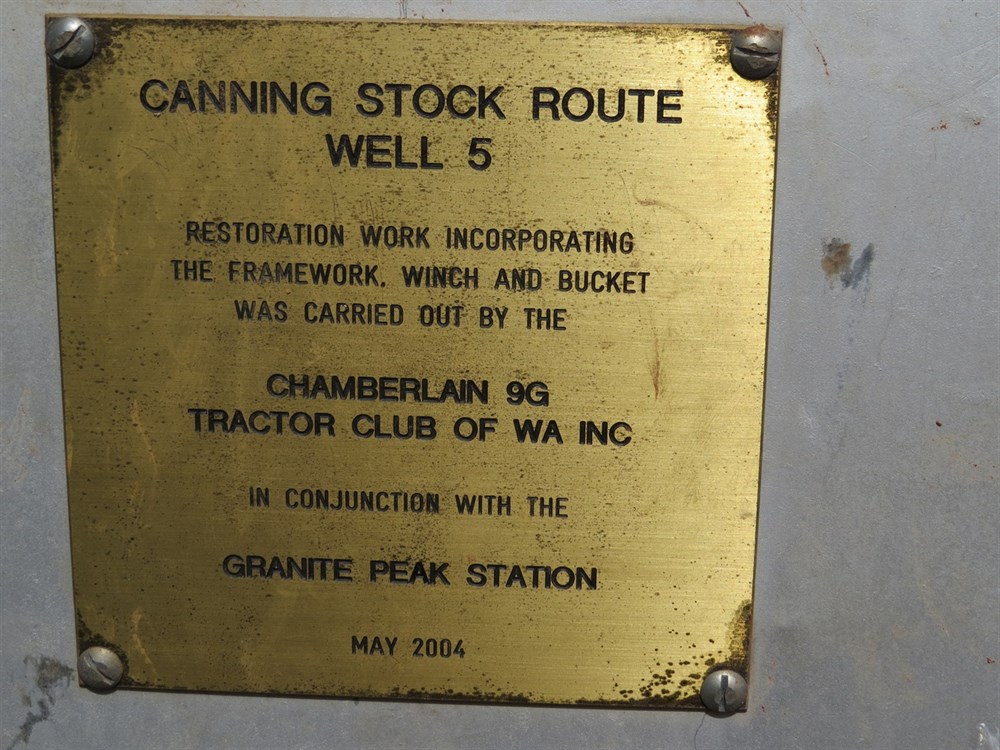 CANNING STOCK ROUTE
WELL 5
RESTORATION WORK INCORPORATING
THE FRAMEWORK, WINCH AND BUCKET
WAS CARRIED OUT BY THE
CHAMBERLAIN 9G
TRACTOR CLUB OF WA INC
IN CONJUNCTION WITH THE
GRANITE PEAK STATION
MAY 2004